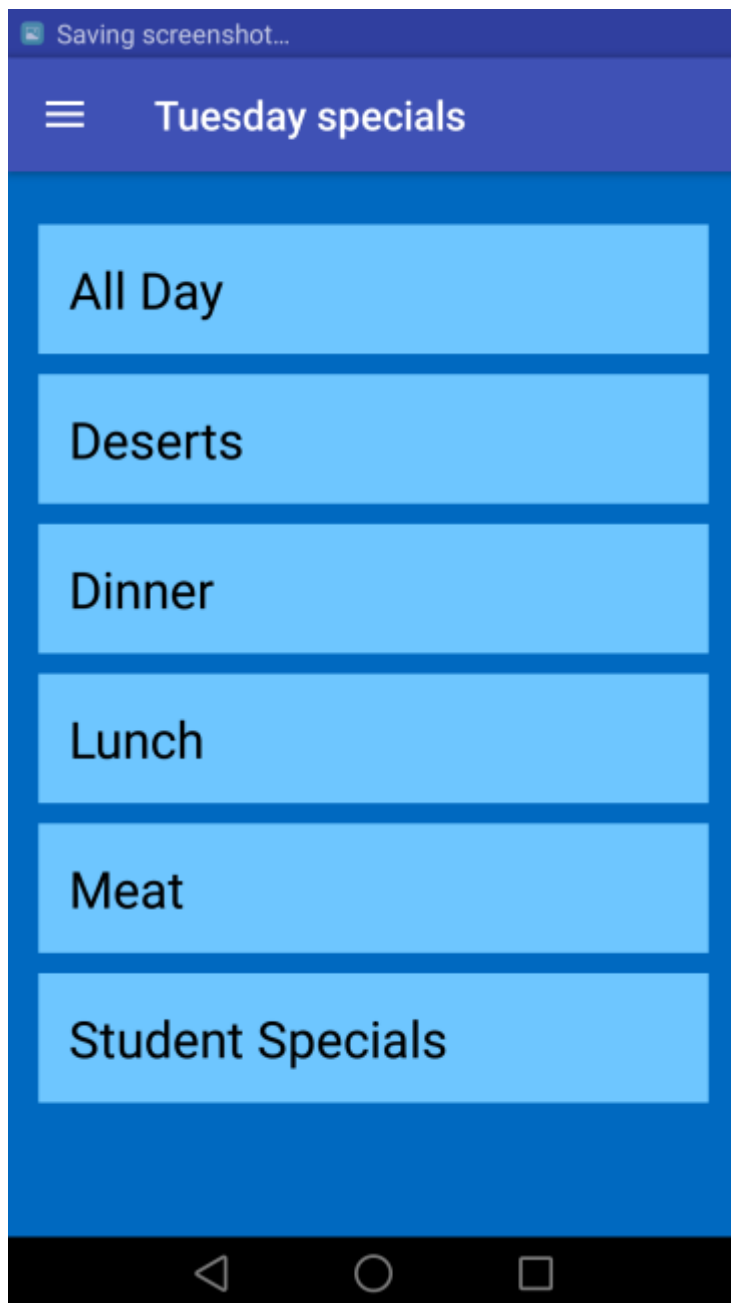 Saving screenshot...
Tuesday specials
All Day
Deserts
Dinner
Lunch
Meat
Student Specials